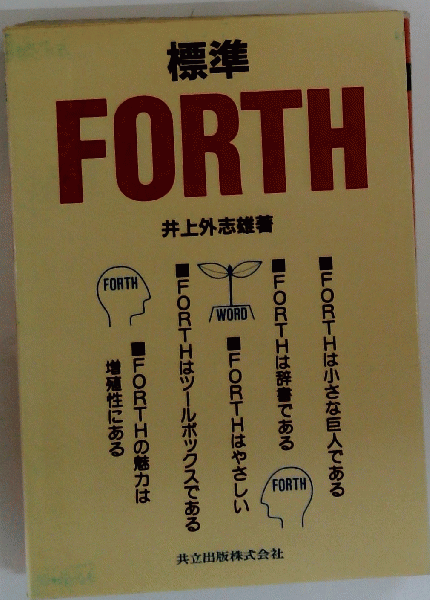 標準
FORTH
井上外志雄著
■FORTHは小さな巨人である
■FORTHは辞書である
■FORTHはやさしい
■FORTHはツールボックスである
■FORTHの魅力は
増殖性にある
FORTH
WORD
FORTH
共立出版株式会社